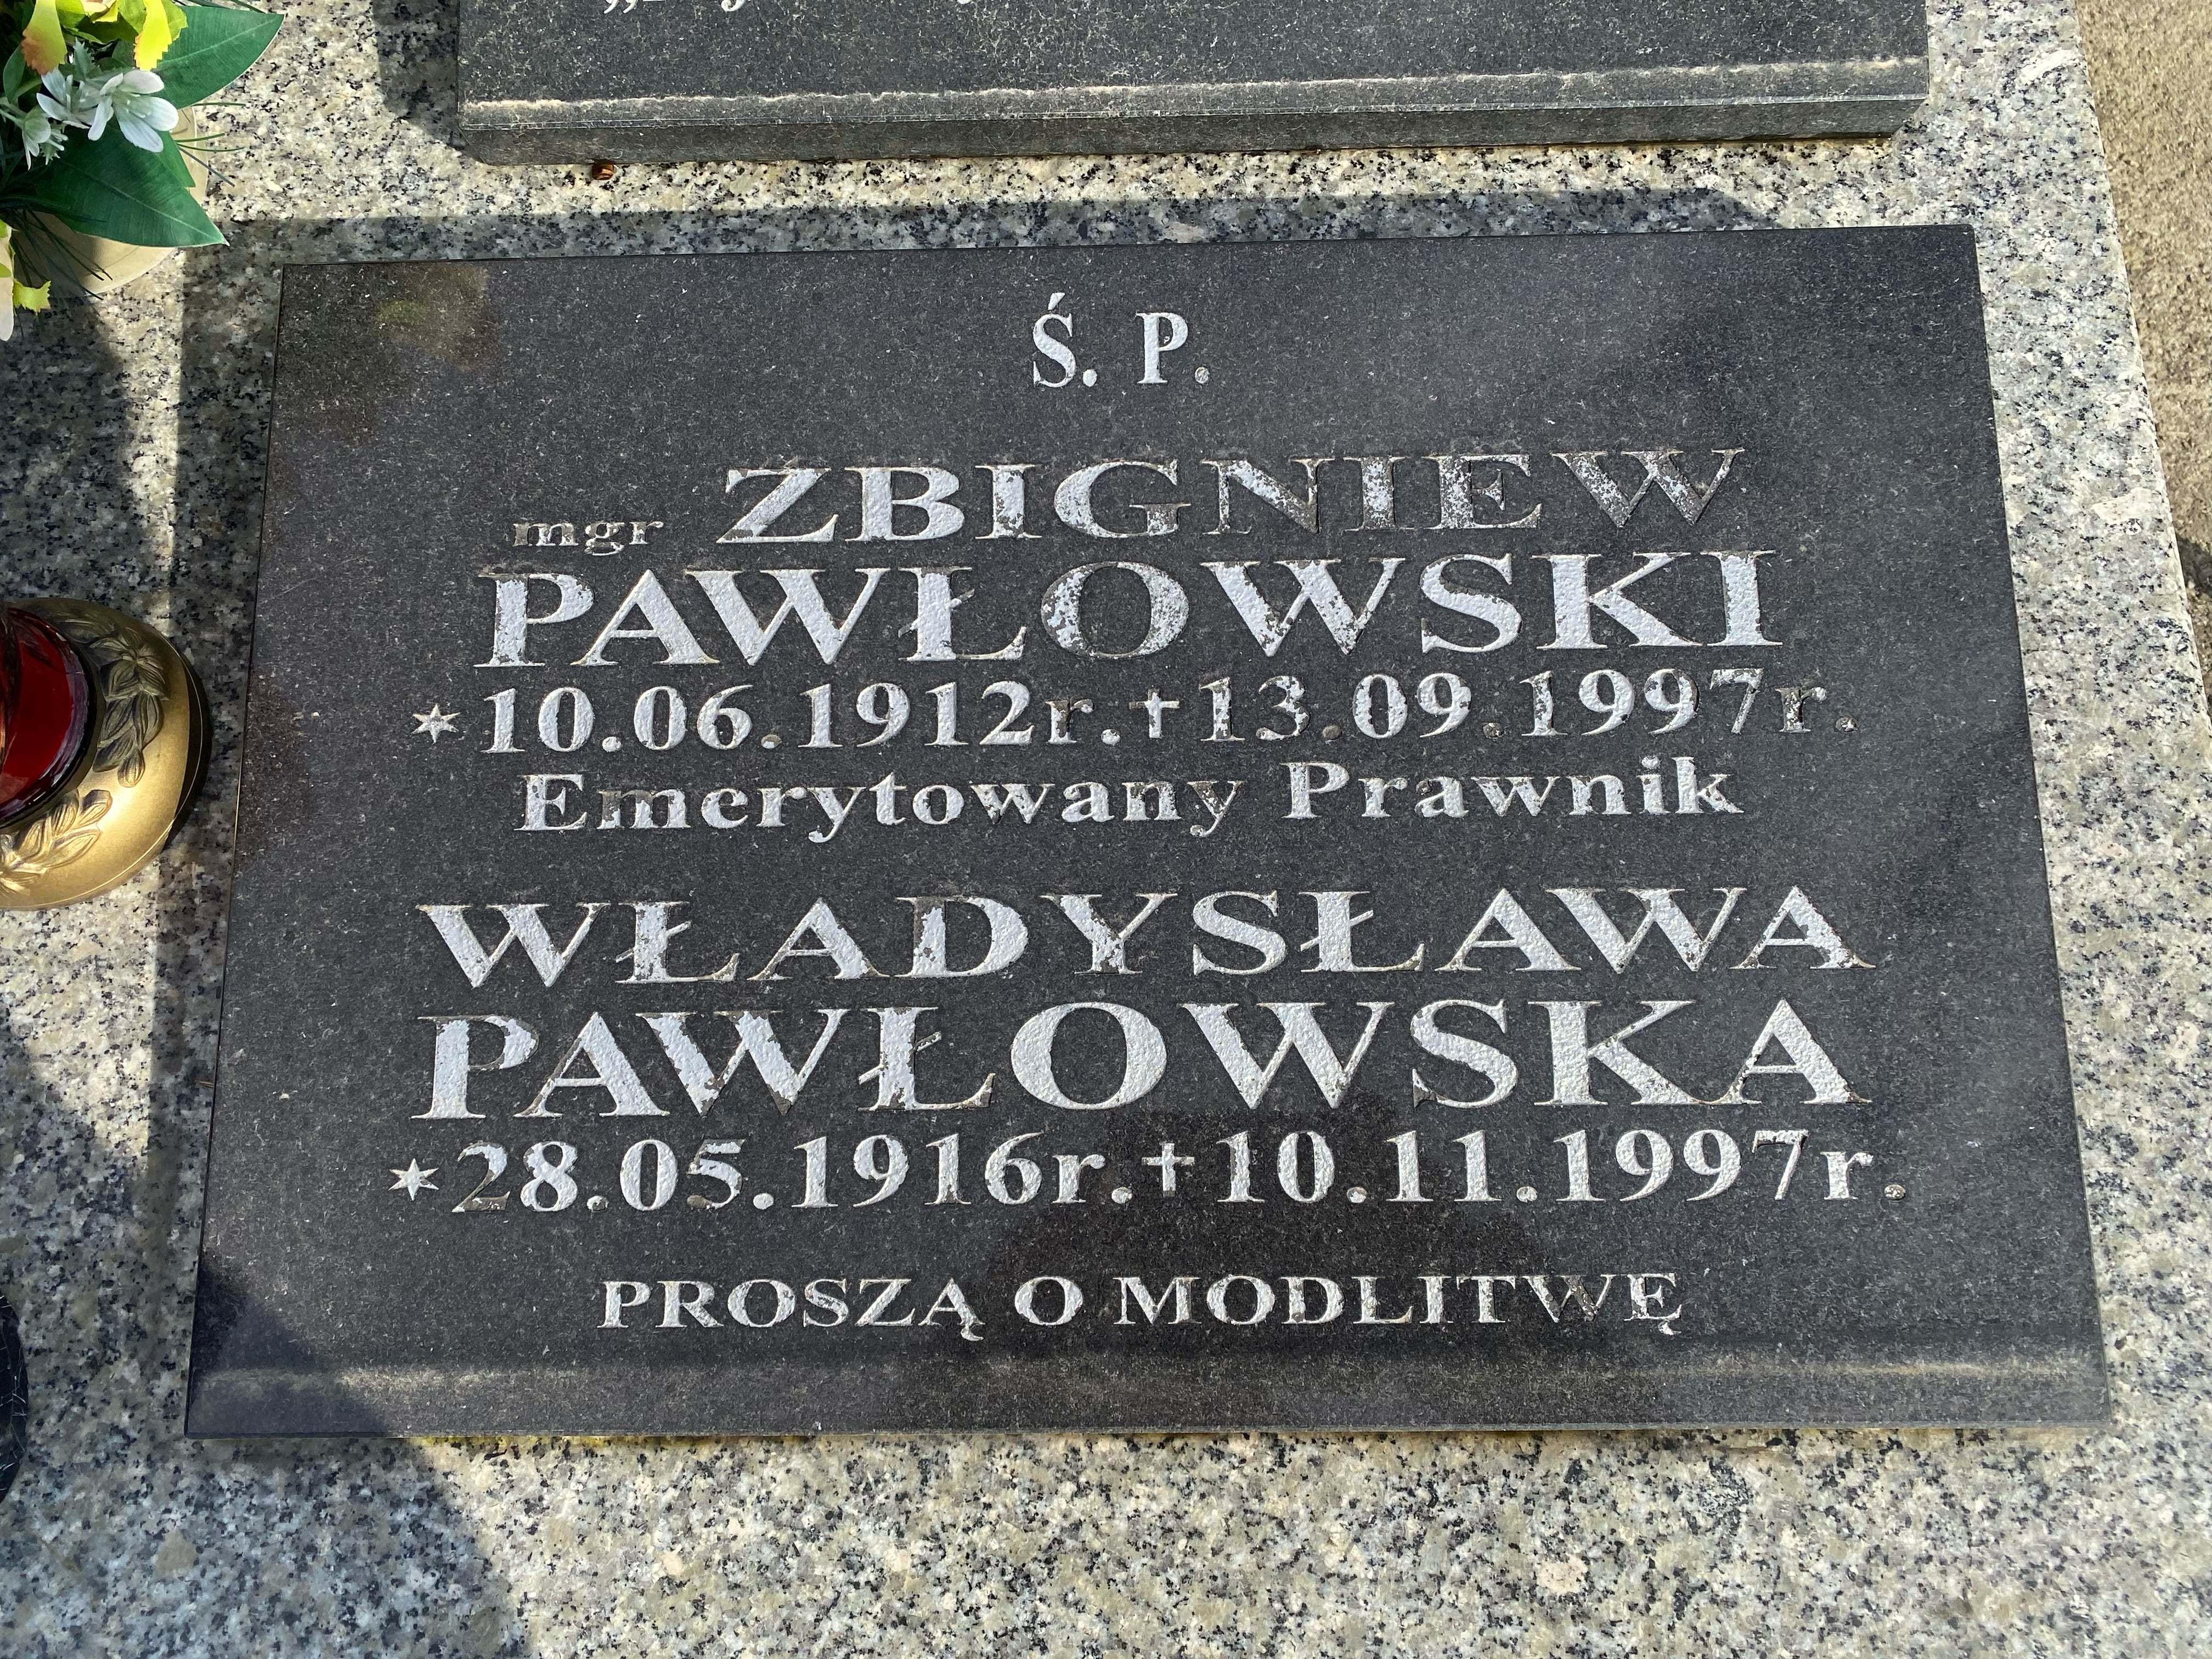 Ś. P.
mgr ZBIGNIEW
PAWŁOWSKI
*10.06.1912r.†13.09.1997r.
Emerytowany Prawnik
WŁADYSŁAWA
PAWŁOWSKA
*28.05.1916r.†10.11.1997r.
PROSZĄ O MODLITWĘ